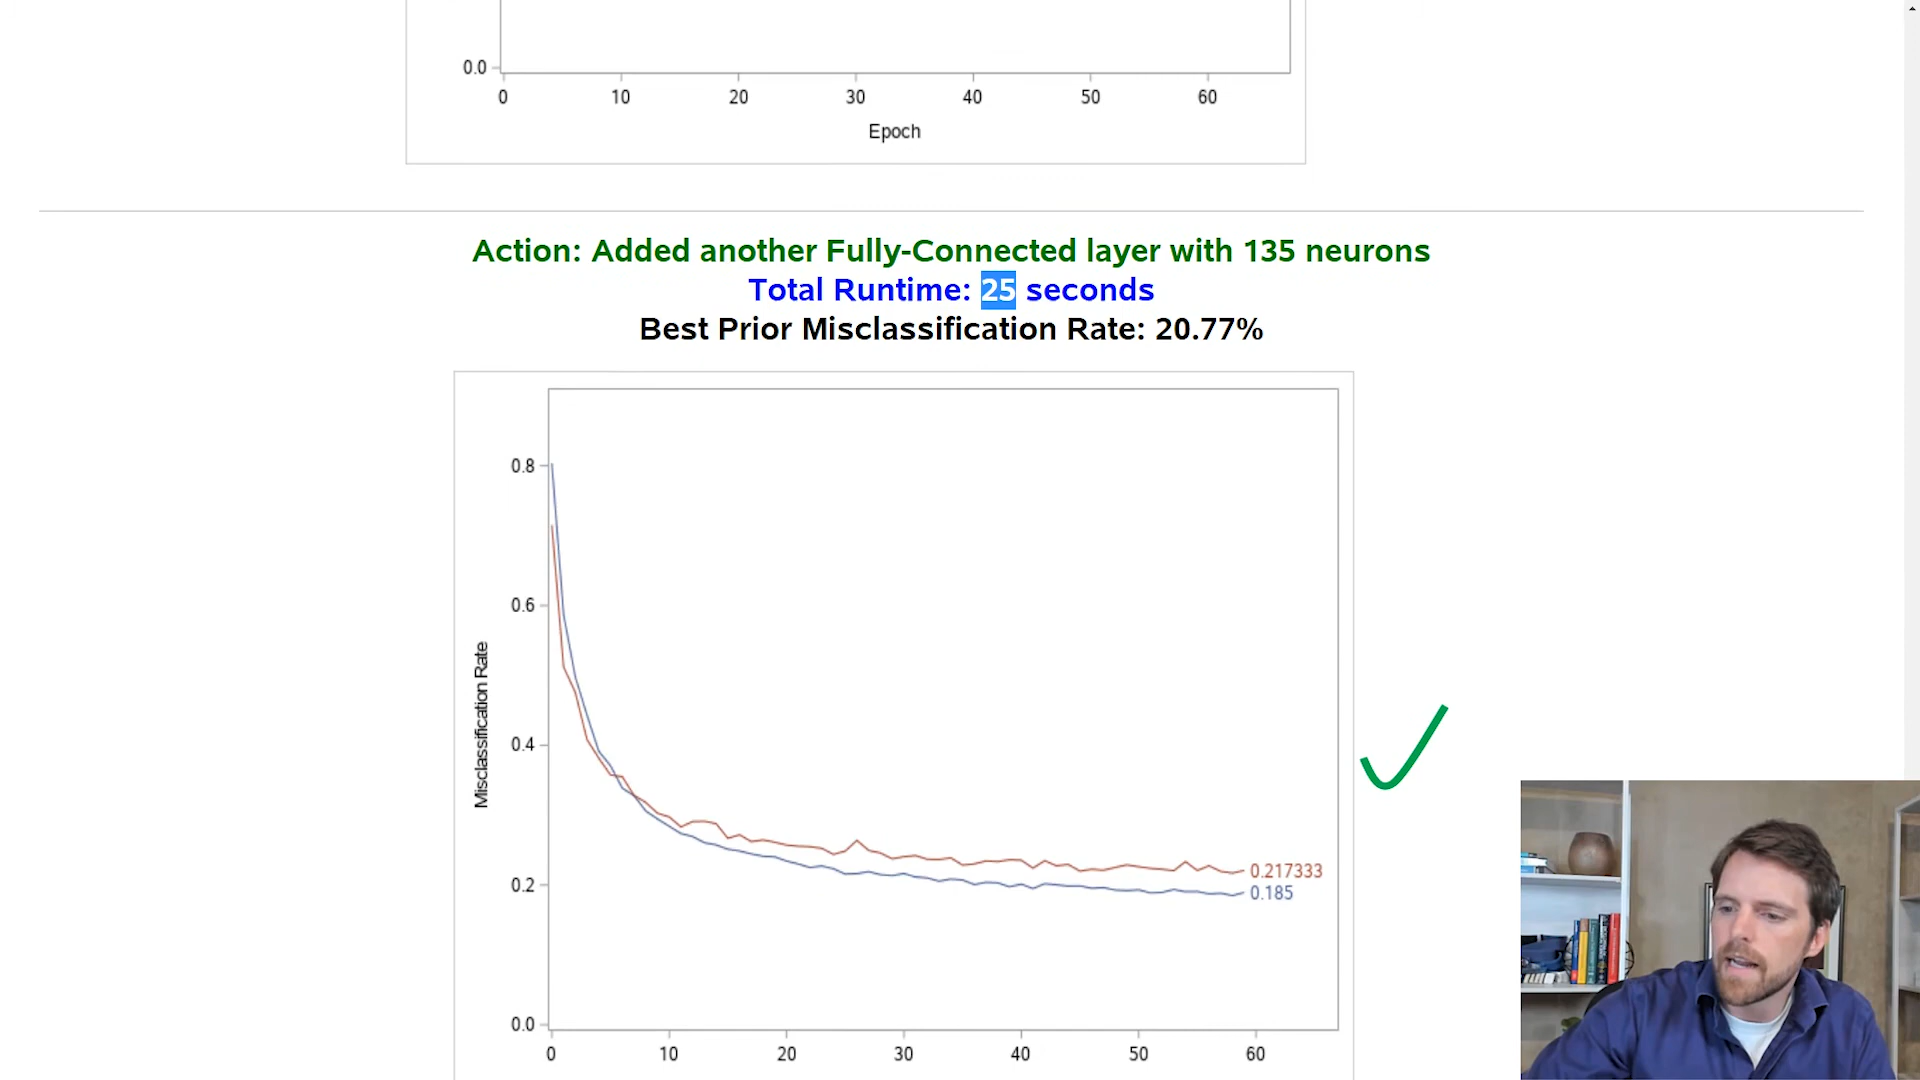 0.0
0 10 20 30 40 50 60
Epoch
Action: Added another Fully-Connected layer with 135 neurons
Total Runtime: 25 seconds
Best Prior Misclassification Rate: 20.77%
0.8
0.6
Misclassification Rate
0.4
0.217333
0.2
0.185
0.0
0 10 20 30 40 50 60